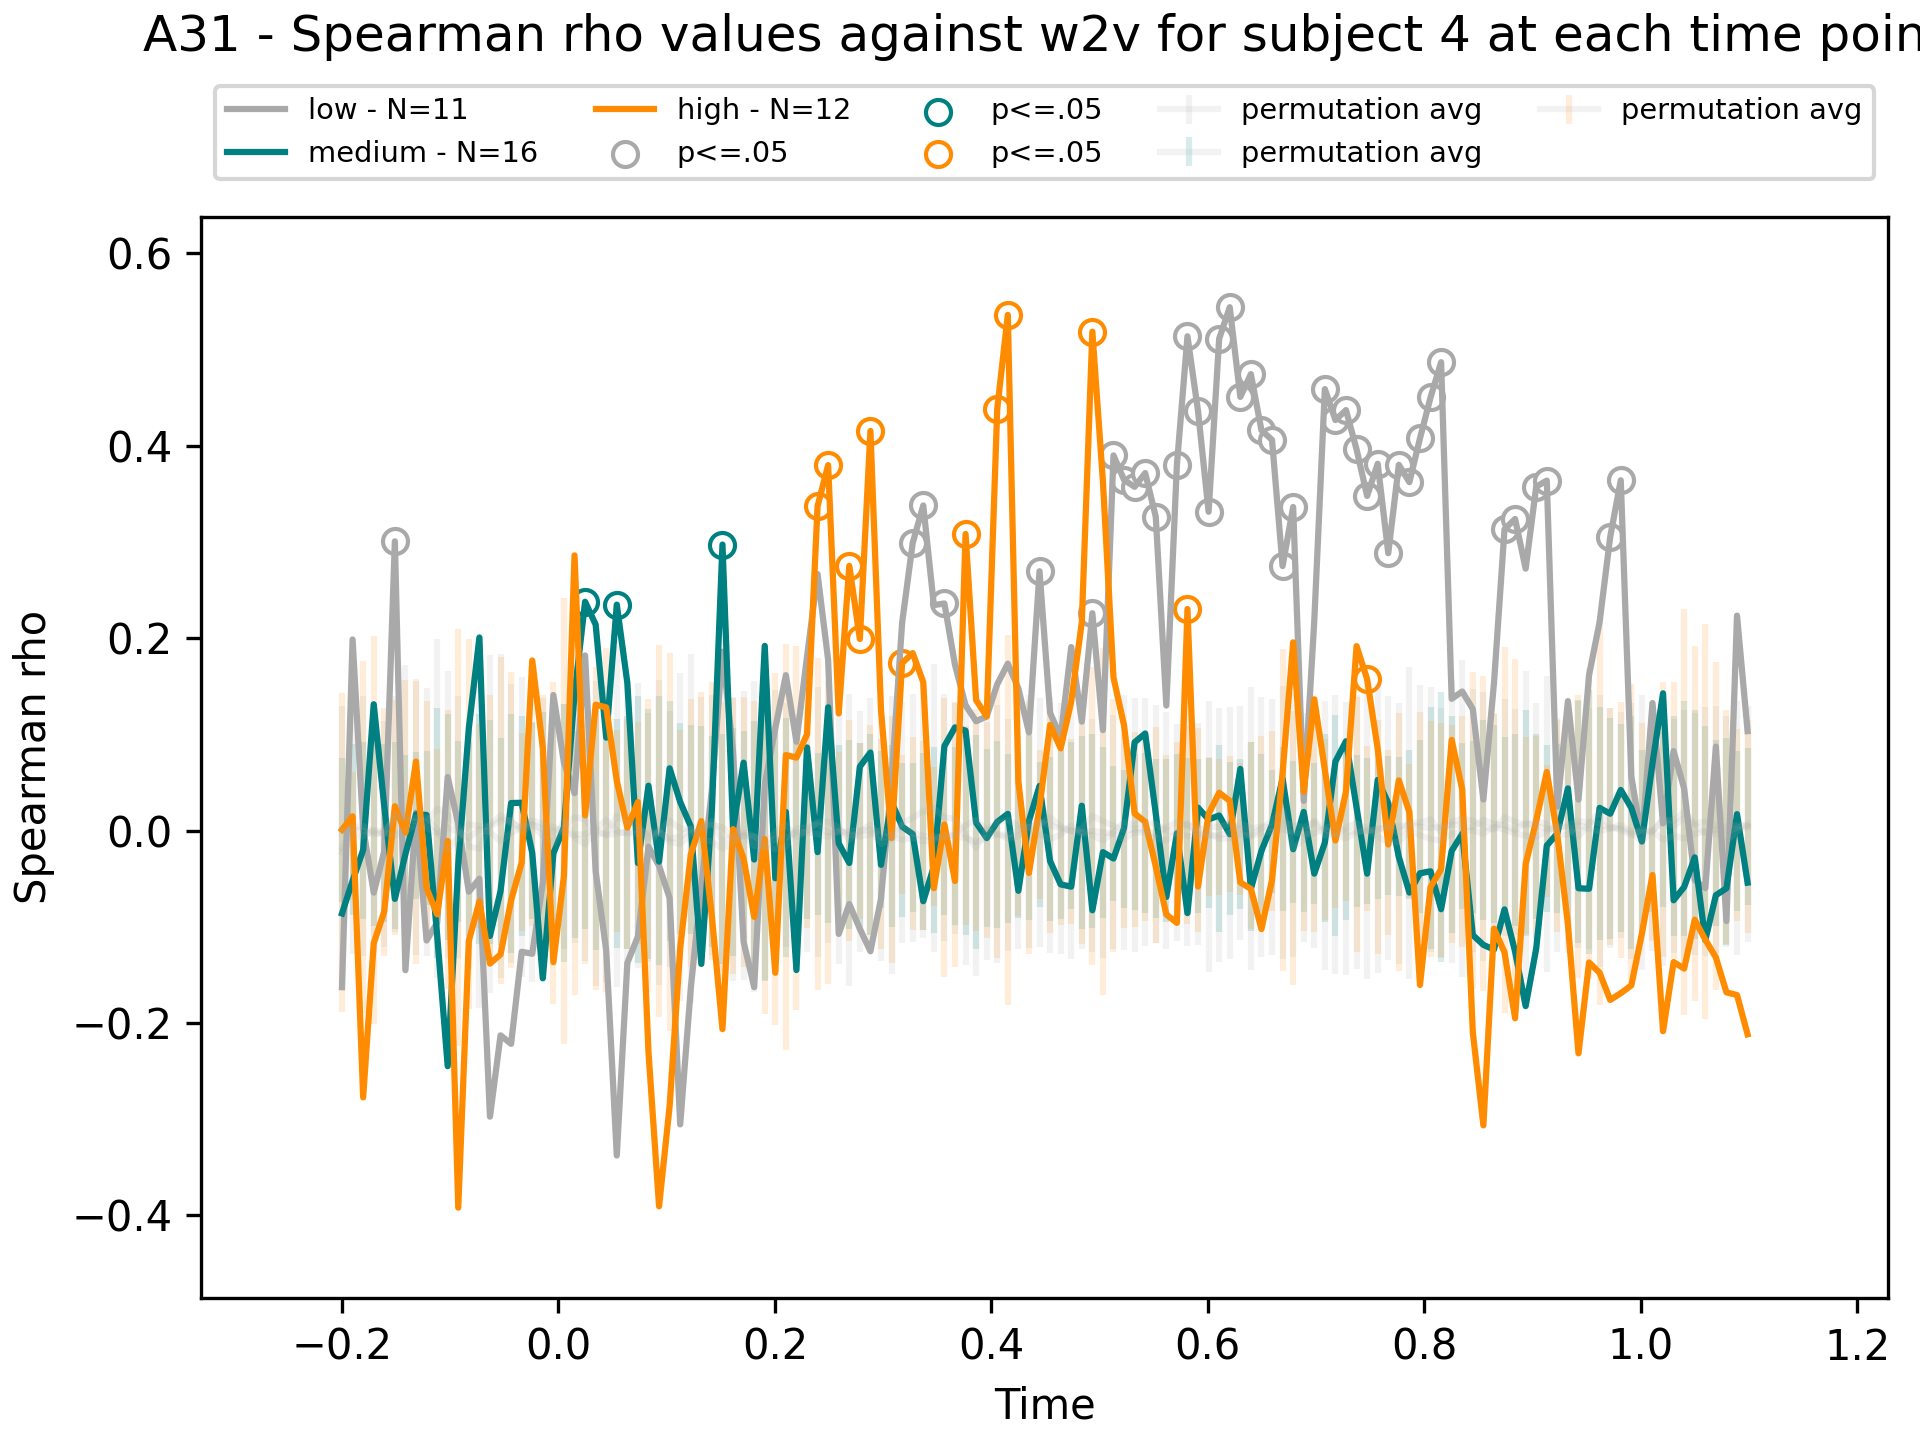 A31 - Spearman rho values against w2v for subject 4 at each time poin
low - N=11 high - N=12 p<=.05 permutation avg permutation avg
medium - N=16 p<=.05 p<=.05 permutation avg
0.6
0.4
0.2
0.0
−0.2
−0.4
Spearman rho
−0.2 0.0 0.2 0.4 0.6 0.8 1.0 1.2
Time